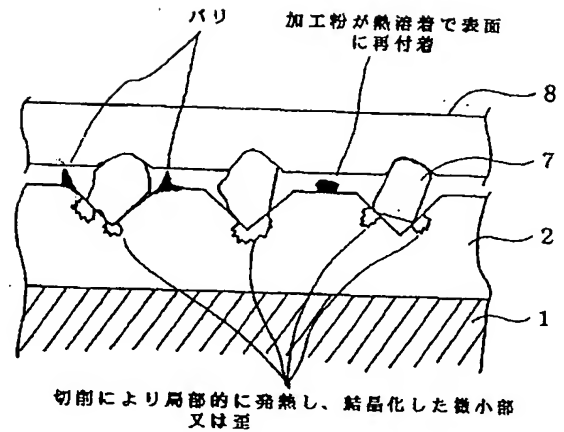 バリ
加工粉が熱溶着で表面
に再付着
8
7
2
1
切削により局部的に発熱し、結晶化した微小部
又は歪